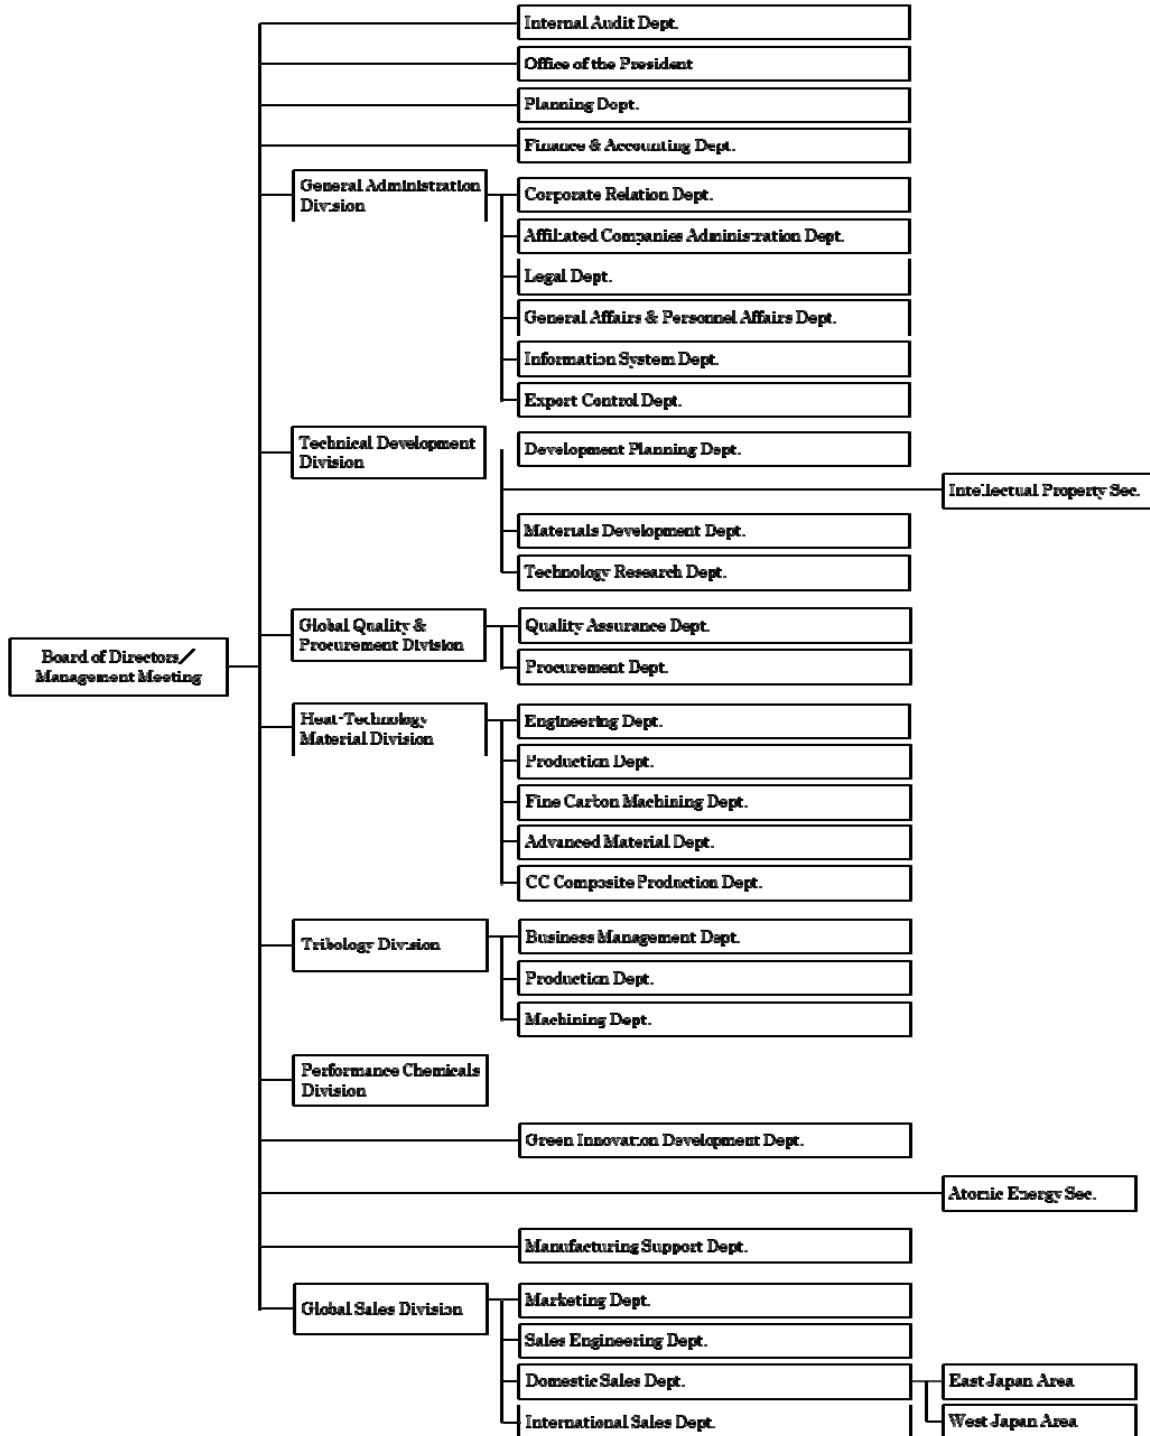 Internal Audit Dept.
Office of the President
Planning Dopt.
Finance & Accounting Dept.
General Administration
Division
Corporate Relation Dept.
Affiliated Companies Administration Dept.
Legal Dept.
General Affairs & Personnel Affairs Dept.
Information System Dept.
Export Control Dept.
Technical Development
Division
Development Planning Dept.
Intellectual Property Sec.
Materials Development Dept.
Technology Research Dept.
Global Quality &
Procurement Division
Quality Assurance Dept.
Procurement Dept.
Board of Directors／
Management Meeting
Heat-Technology
Material Division
Engineering Dept.
Production Dept.
Fine Carbon Machining Dept.
Advanced Material Dept.
CC Composite Production Dept.
Tribology Division
Business Management Dept.
Production Dept.
Machining Dept.
Performance Chemicals
Division
Green Innovation Development Dept.
Atomic Energy Sec.
Manufacturing Support Dept.
Global Sales Division
Marketing Dept.
Sales Engineering Dept.
Domestic Sales Dept.
East Japan Area
International Sales Dept.
West Japan Area